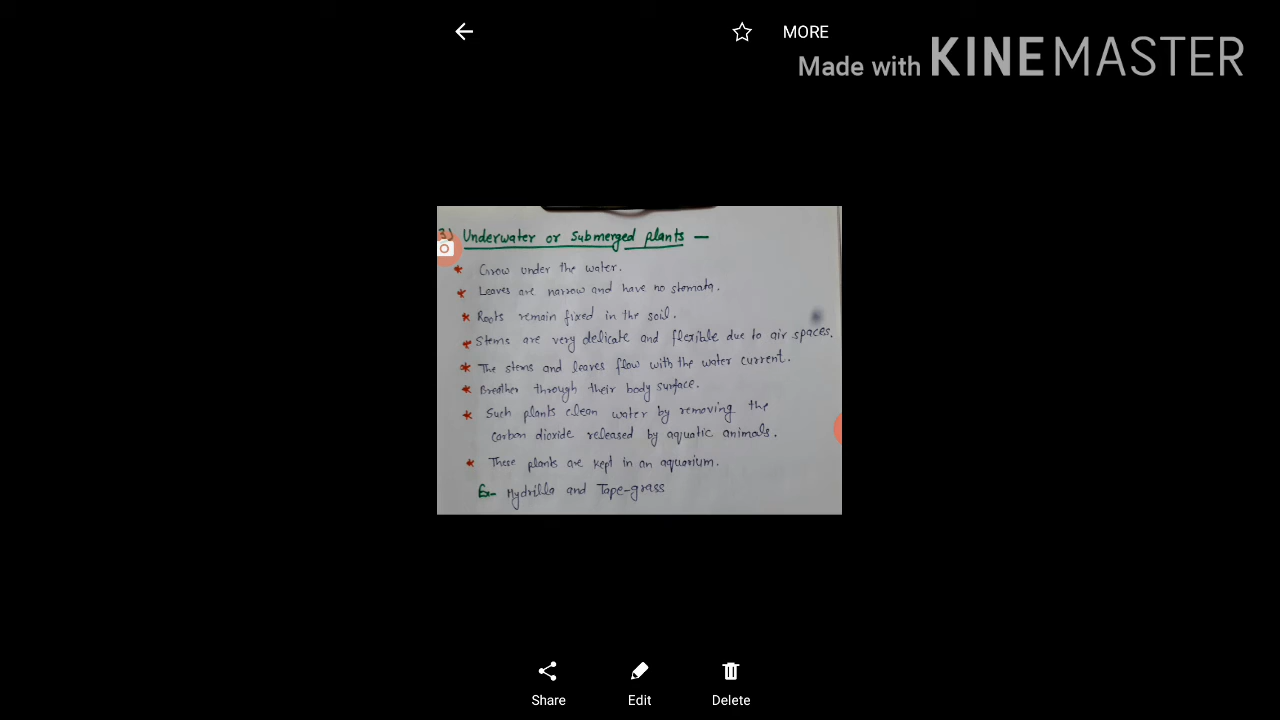 MORE
Made with KINEMASTER
3) Underwater or Submerged plants —
* Grow under the water.
* Leaves are narrow and have no stomata.
* Roots remain fixed in the soil.
* Stems are very delicate and flexible due to air spaces.
* The stems and leaves flow with the water current.
* Breather through their body surface.
* Such plants clean water by removing the
carbon dioxide released by aquatic animals.
* These plants are kept in an aquarium.
Ex- Hydrilla and Tape-grass
Share Edit Delete